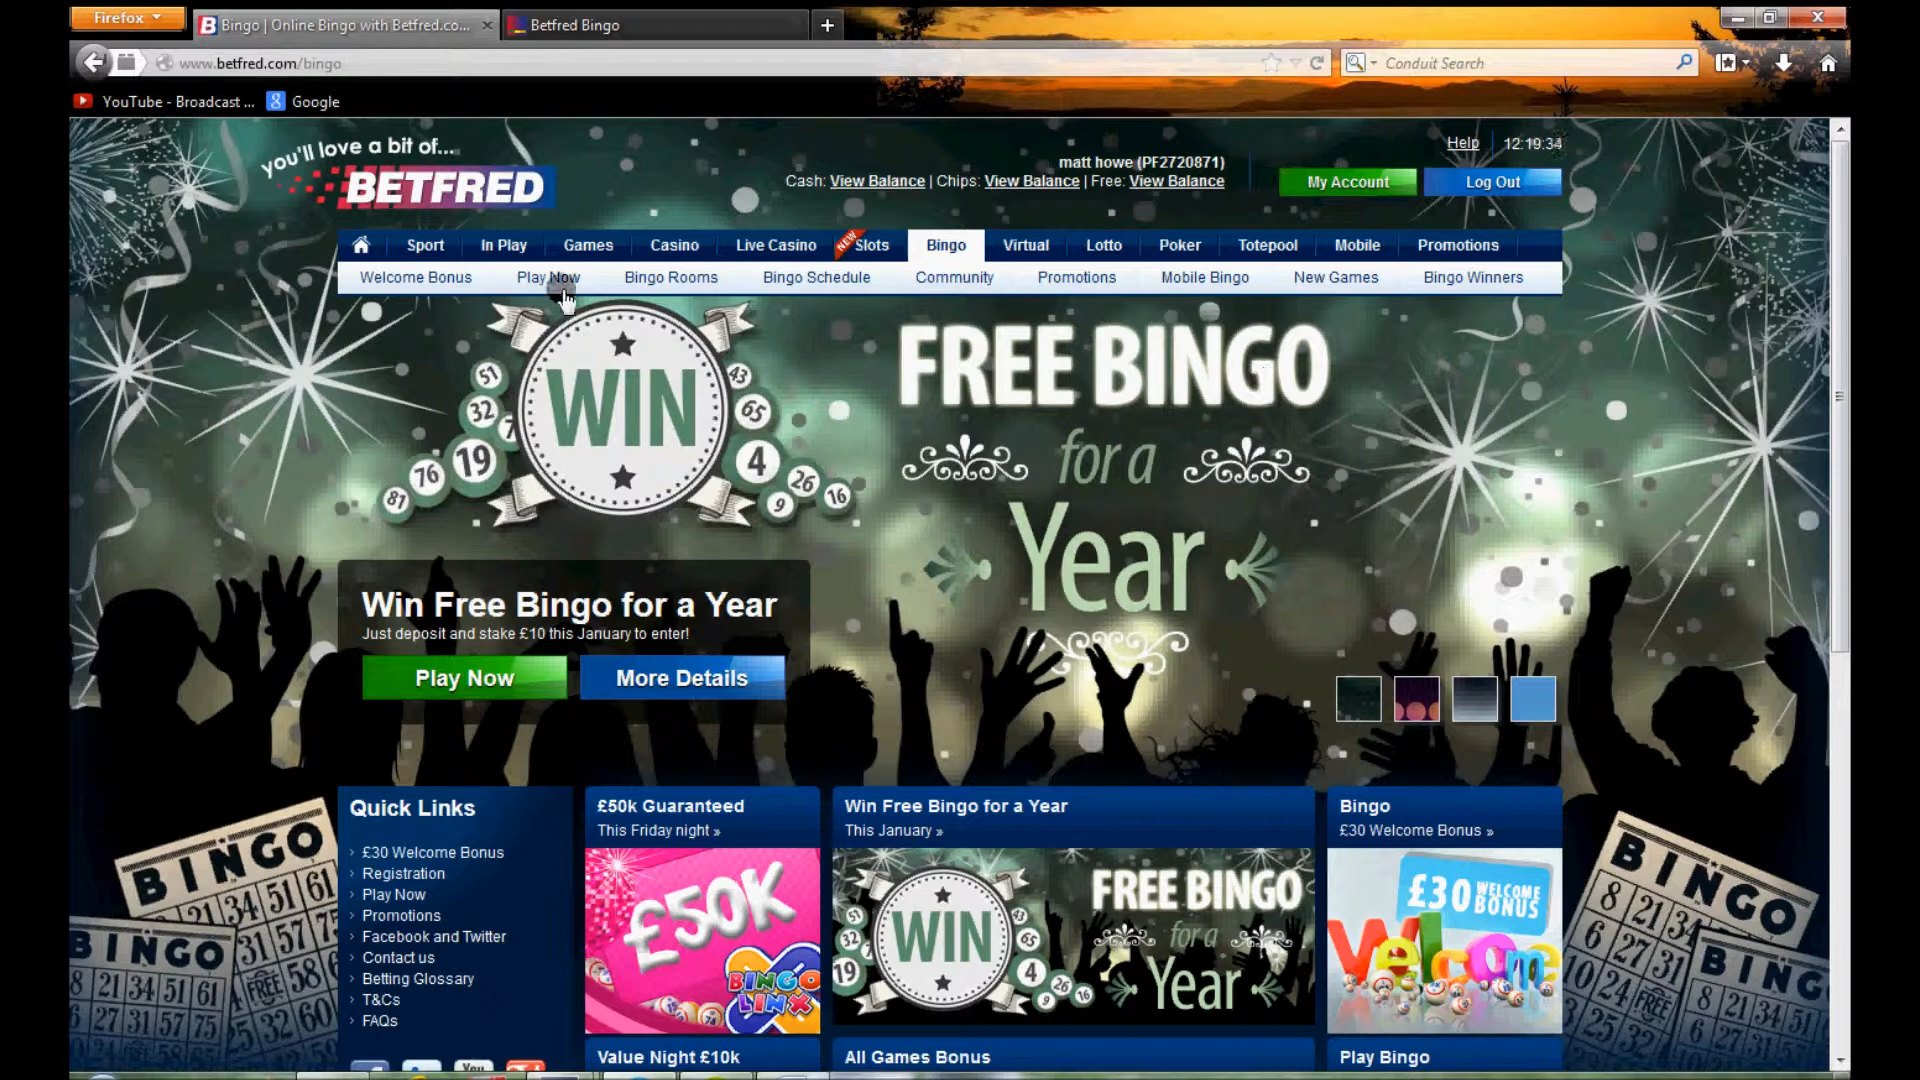 Firefox
Bingo | Online Bingo with Betfred.co...
Betfred Bingo
www.betfred.com/bingo
Conduit Search
YouTube - Broadcast ...
Google
you'll love a bit of...
BETFRED
matt howe (PF2720871)
Cash: View Balance | Chips: View Balance | Free: View Balance
Help
12:19:34
My Account
Log Out
Sport In Play Games Casino Live Casino NEW Slots Bingo Virtual Lotto Poker Totepool Mobile Promotions
Welcome Bonus Play Now Bingo Rooms Bingo Schedule Community Promotions Mobile Bingo New Games Bingo Winners
WIN
51
32
19
76
81
43
65
4
26
9
16
FREE BINGO
for a
Year
Win Free Bingo for a Year
Just deposit and stake £10 this January to enter!
Play Now
More Details
Quick Links
£30 Welcome Bonus
Registration
Play Now
Promotions
Facebook and Twitter
Contact us
Betting Glossary
T&Cs
FAQs
£50k Guaranteed
This Friday night »
£50K
BINGO
LINX
Value Night £10k
Win Free Bingo for a Year
This January »
WIN
FREE BINGO
for a
Year
All Games Bonus
Bingo
£30 Welcome Bonus »
£30 WELCOME
BONUS
Welcome
Play Bingo
BINGO
BINGO
BINGO
BINGO